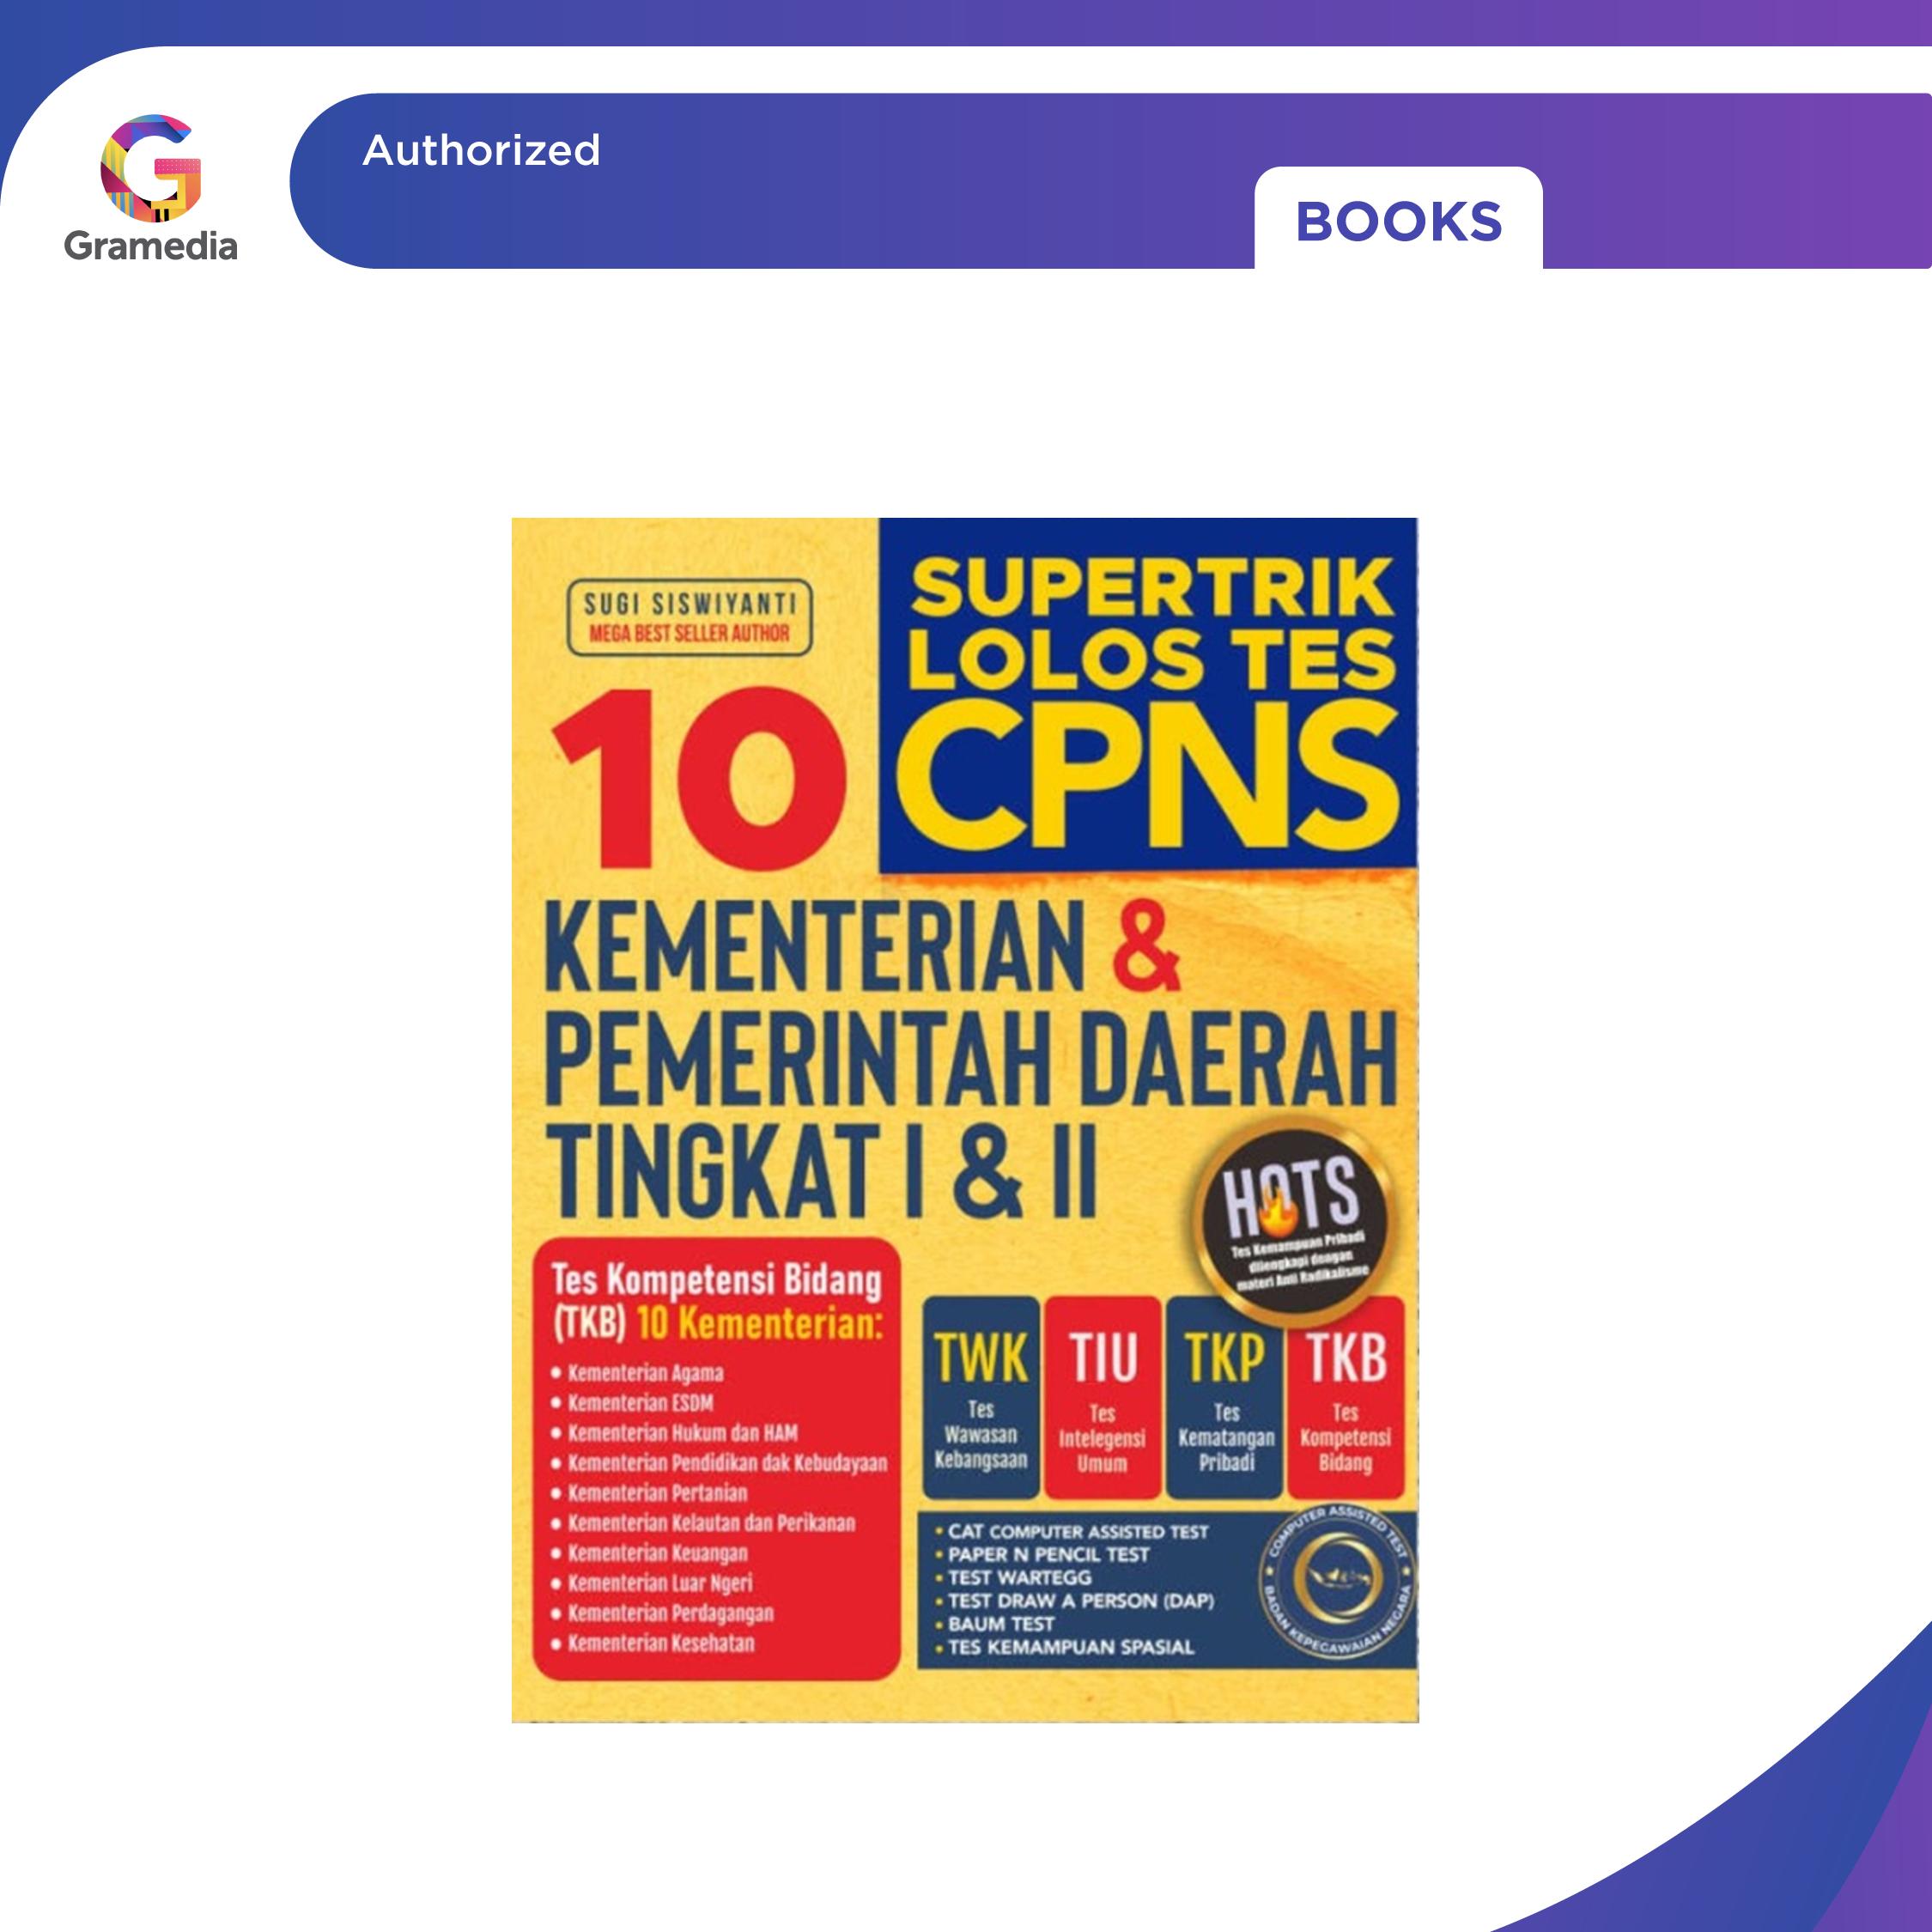 Gramedia
Authorized
BOOKS
SUGI SISWIYANTI
MEGA BEST SELLER AUTHOR
SUPERTRIK
LOLOS TES
CPNS
10
KEMENTERIAN &
PEMERINTAH DAERAH
TINGKAT I & II
HOTS
Tes Kemampuan Pribadi
dilengkapi dengan
materi Anti Radikalisme
Tes Kompetensi Bidang
(TKB) 10 Kementerian:
• Kementerian Agama
• Kementerian ESDM
• Kementerian Hukum dan HAM
• Kementerian Pendidikan dak Kebudayaan
• Kementerian Pertanian
• Kementerian Kelautan dan Perikanan
• Kementerian Keuangan
• Kementerian Luar Ngeri
• Kementerian Perdagangan
• Kementerian Kesehatan
TWK
Tes
Wawasan
Kebangsaan
TIU
Tes
Intelegensi
Umum
TKP
Tes
Kematangan
Pribadi
TKB
Tes
Kompetensi
Bidang
• CAT COMPUTER ASSISTED TEST
• PAPER N PENCIL TEST
• TEST WARTEGG
• TEST DRAW A PERSON (DAP)
• BAUM TEST
• TES KEMAMPUAN SPASIAL
COMPUTER ASSISTED TEST
BADAN KEPEGAWAIAN NEGARA